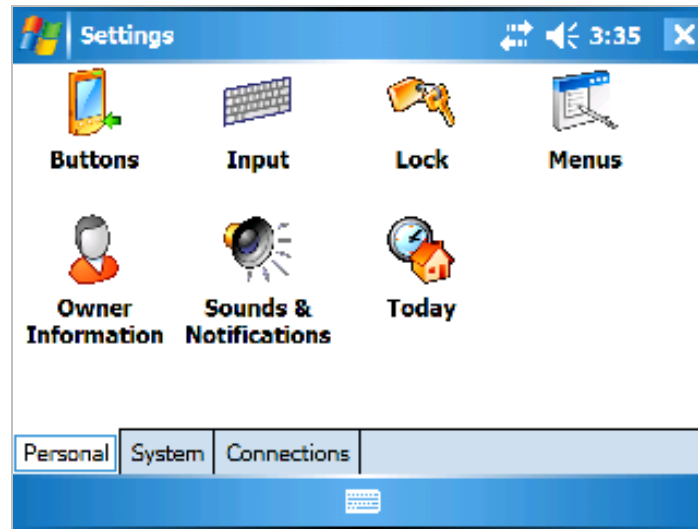 Settings 3:35
Buttons Input Lock Menus
Owner Information
Sounds & Notifications
Today
Personal System Connections